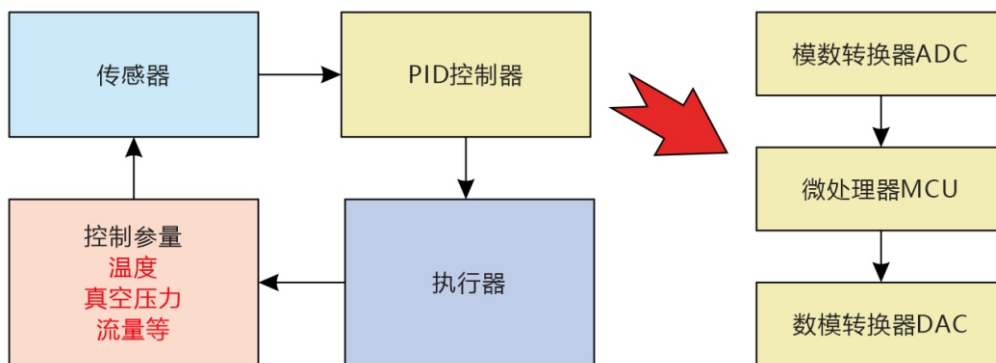 传感器
PID控制器
控制参量
温度
真空压力
流量等
执行器
模数转换器ADC
微处理器MCU
数模转换器DAC